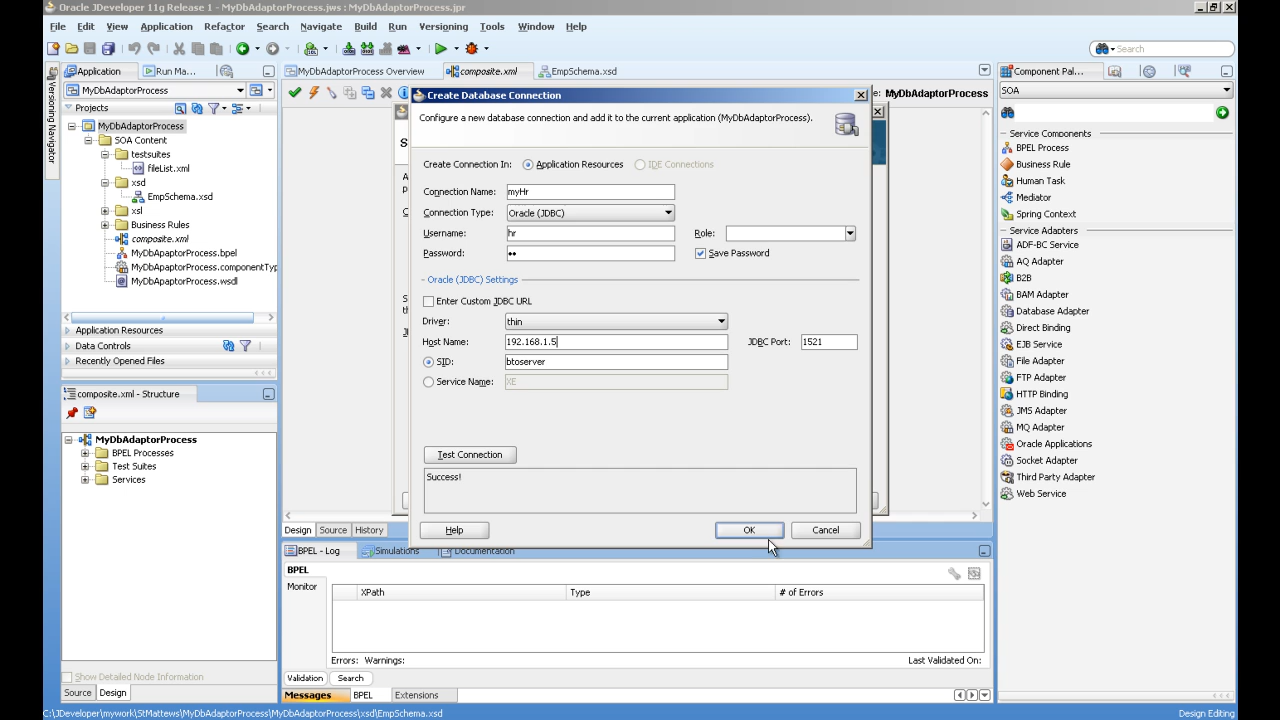 Oracle JDeveloper 11g Release 1 - MyDbAdaptorProcess.jws : MyDbAdaptorProcess.jpr
File Edit View Application Refactor Search Navigate Build Run Versioning Tools Window Help
Search
Versioning Navigator
Application
Run Ma...
MyDbAdaptorProcess
Projects
MyDbAdaptorProcess
SOA Content
testsuites
fileList.xml
xsd
EmpSchema.xsd
xsl
Business Rules
composite.xml
MyDbApaptorProcess.bpel
MyDbApaptorProcess.componentTyp
MyDbApaptorProcess.wsdl
Application Resources
Data Controls
Recently Opened Files
composite.xml - Structure
MyDbAdaptorProcess
BPEL Processes
Test Suites
Services
Show Detailed Node Information
Source Design
MyDbAdaptorProcess Overview
composite.xml
EmpSchema.xsd
MyDbAdaptorProcess
Create Database Connection
Configure a new database connection and add it to the current application (MyDbAdaptorProcess).
Create Connection In: Application Resources IDE Connections
Connection Name: myHr
Connection Type: Oracle (JDBC)
Username: hr Role:
Password: •• Save Password
Oracle (JDBC) Settings
Enter Custom JDBC URL
Driver: thin
Host Name: 192.168.1.5 JDBC Port: 1521
SID: btoserver
Service Name: XE
Test Connection
Success!
Help OK Cancel
Design Source History
BPEL - Log Simulations Documentation
BPEL
Monitor
XPath Type # of Errors
Errors: Warnings: Last Validated On:
Validation Search
Messages BPEL Extensions
Component Pal...
SOA
Service Components
BPEL Process
Business Rule
Human Task
Mediator
Spring Context
Service Adapters
ADF-BC Service
AQ Adapter
B2B
BAM Adapter
Database Adapter
Direct Binding
EJB Service
File Adapter
FTP Adapter
HTTP Binding
JMS Adapter
MQ Adapter
Oracle Applications
Socket Adapter
Third Party Adapter
Web Service
C:\JDeveloper\mywork\StMattews\MyDbAdaptorProcess\MyDbAdaptorProcess\xsd\EmpSchema.xsd
Design Editing